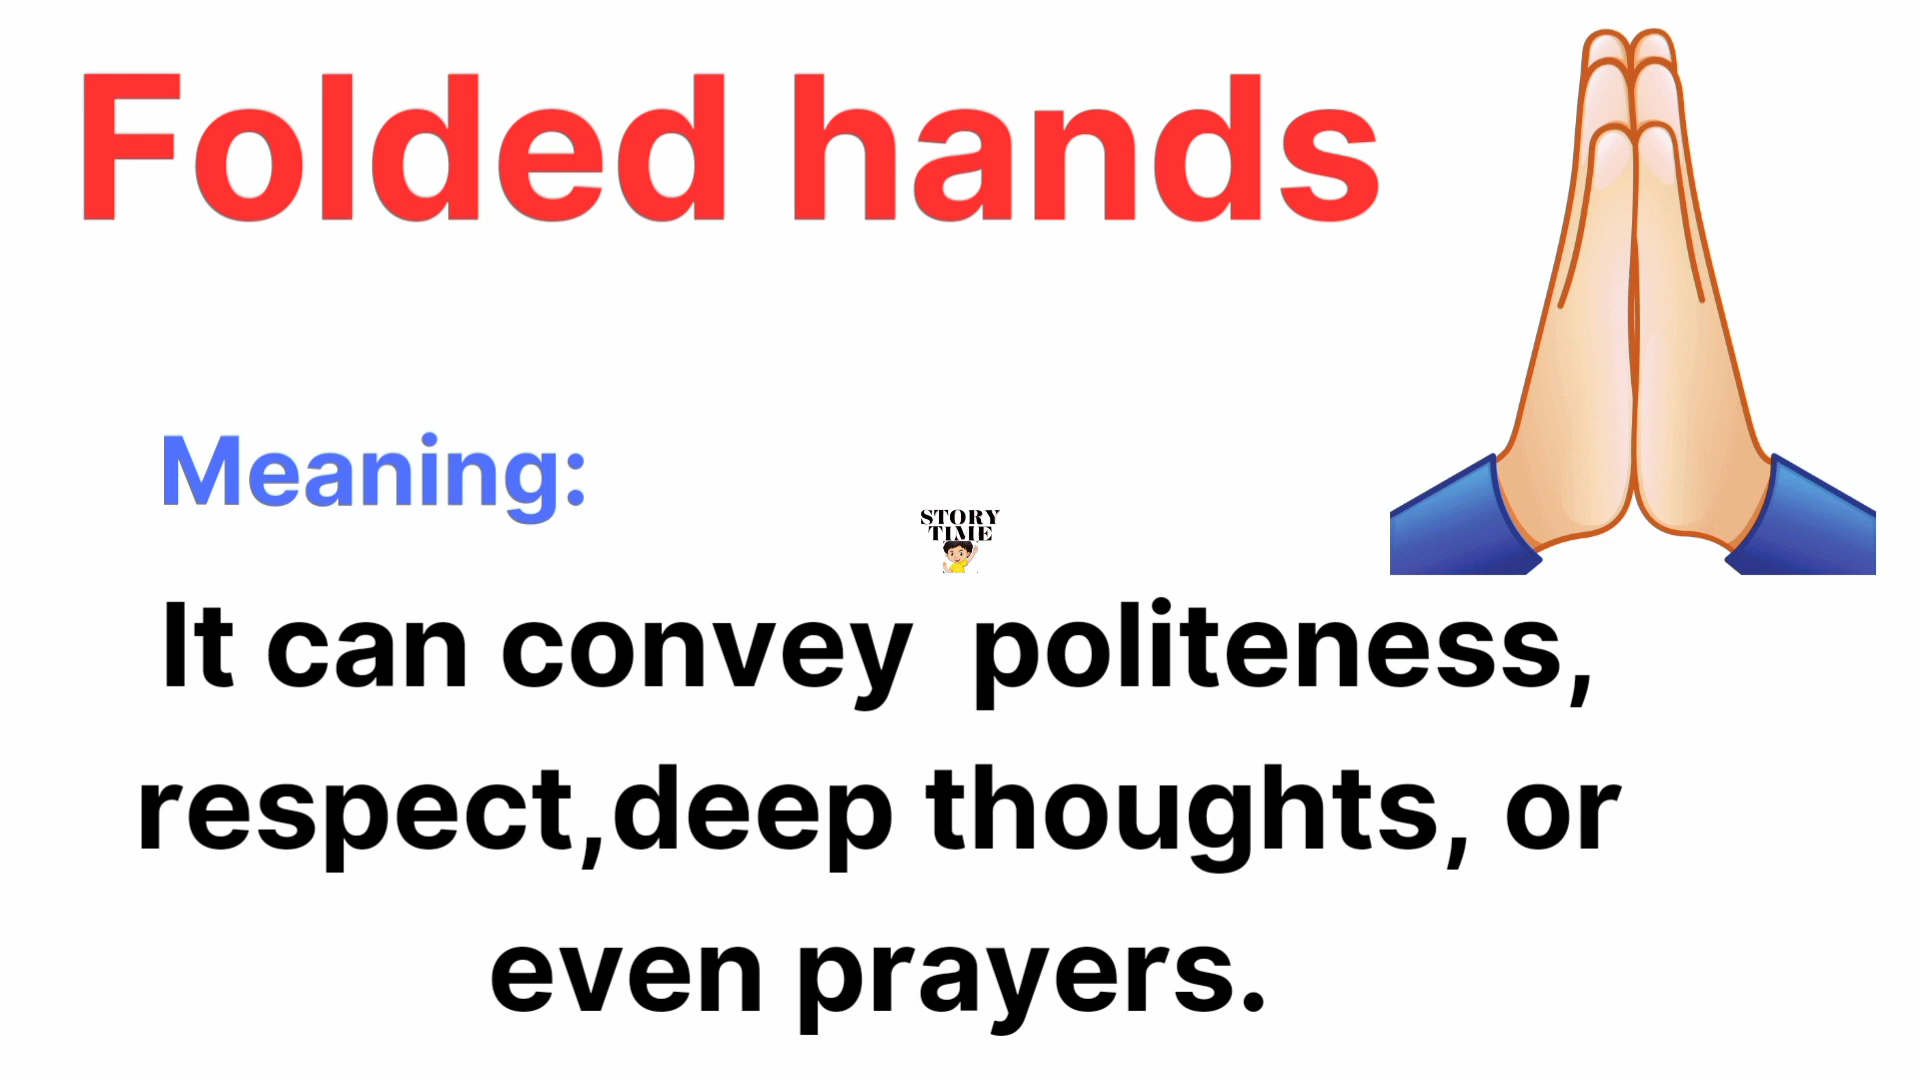 Folded hands
Meaning:
STORY
TIME
It can convey  politeness,
respect,deep thoughts, or
even prayers.